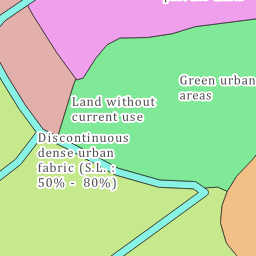 Green urban
areas
Land without
current use
Discontinuous
dense urban
fabric (S.L. :
50% - 80%)